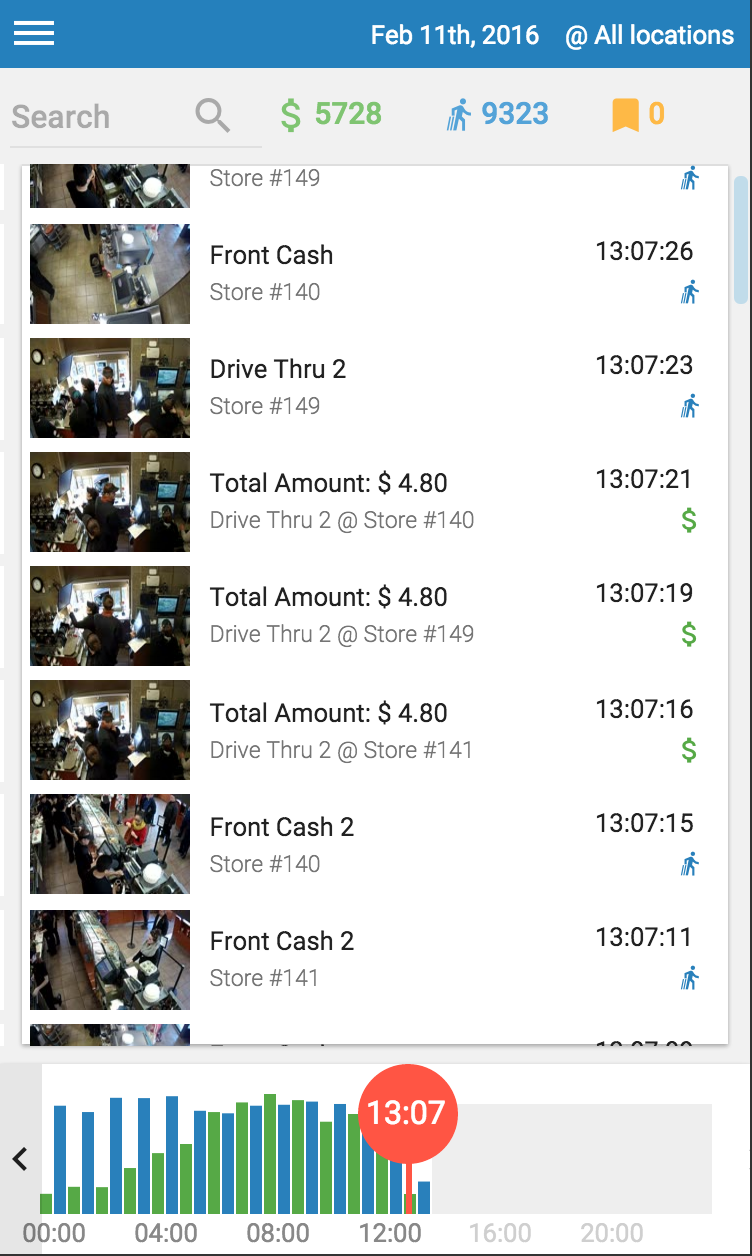 Feb 11th, 2016 @ All locations
Search $ 5728 9323 0
Store #149
Front Cash 13:07:26
Store #140
Drive Thru 2 13:07:23
Store #149
Total Amount: $ 4.80 13:07:21
Drive Thru 2 @ Store #140 $
Total Amount: $ 4.80 13:07:19
Drive Thru 2 @ Store #149 $
Total Amount: $ 4.80 13:07:16
Drive Thru 2 @ Store #141 $
Front Cash 2 13:07:15
Store #140
Front Cash 2 13:07:11
Store #141
13:07
00:00 04:00 08:00 12:00 16:00 20:00